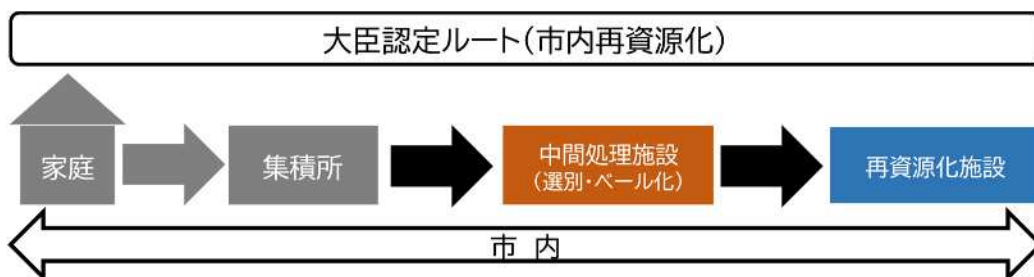 大臣認定ルート(市内再資源化)
家庭
集積所
中間処理施設
(選別・ベール化)
再資源化施設
市 内